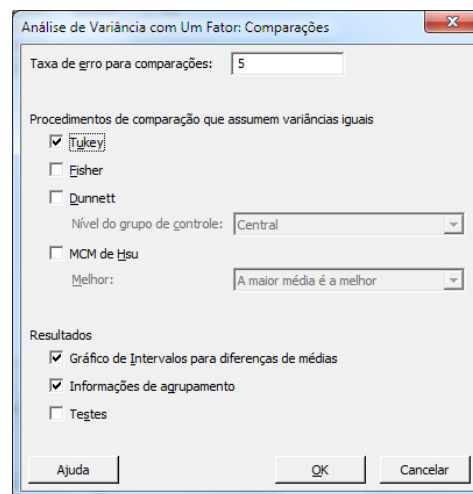 Análise de Variância com Um Fator: Comparações
Taxa de erro para comparações: 5
Procedimentos de comparação que assumem variâncias iguais
Tukey
Fisher
Dunnett
Nível do grupo de controle: Central
MCM de Hsu
Melhor: A maior média é a melhor
Resultados
Gráfico de Intervalos para diferenças de médias
Informações de agrupamento
Testes
Ajuda OK Cancelar